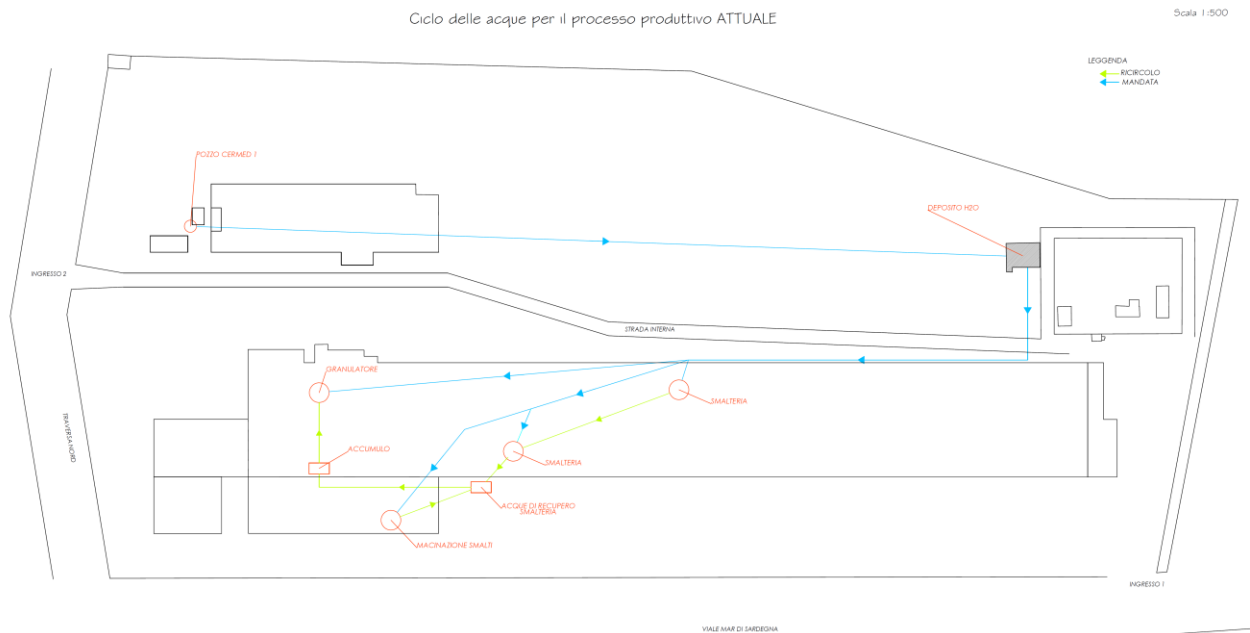 Ciclo delle acque per il processo produttivo ATTUALE
Scala 1:500
LEGGENDA
RICIRCOLO
MANDATA
POZZO CERMED 1
DEPOSITO H2O
INGRESSO 2
STRADA INTERNA
GRANULATORE
SMALTERIA
TRAVERSA NORD
ACCUMULO
SMALTERIA
ACQUE DI RECUPERO
SMALTERIA
MACINAZIONE SMALTI
INGRESSO 1
VIALE MAR DI SARDEGNA